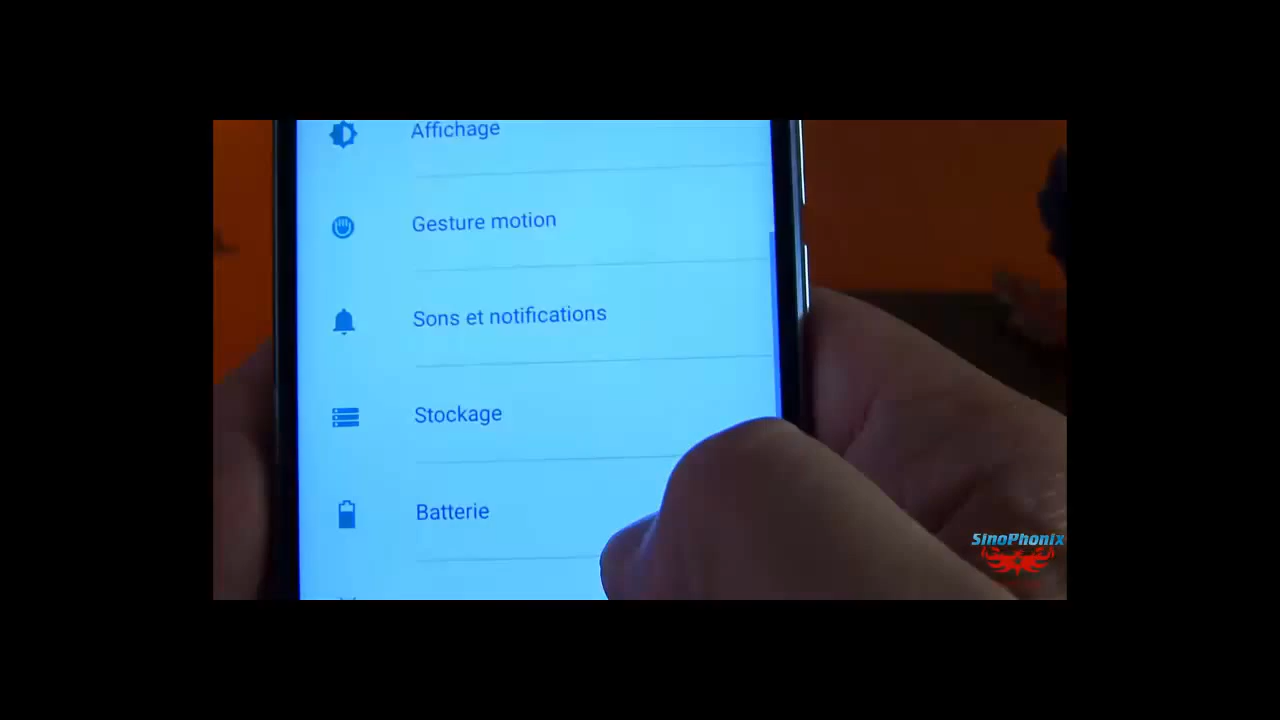 Affichage
Gesture motion
Sons et notifications
Stockage
Batterie
SinoPhonix